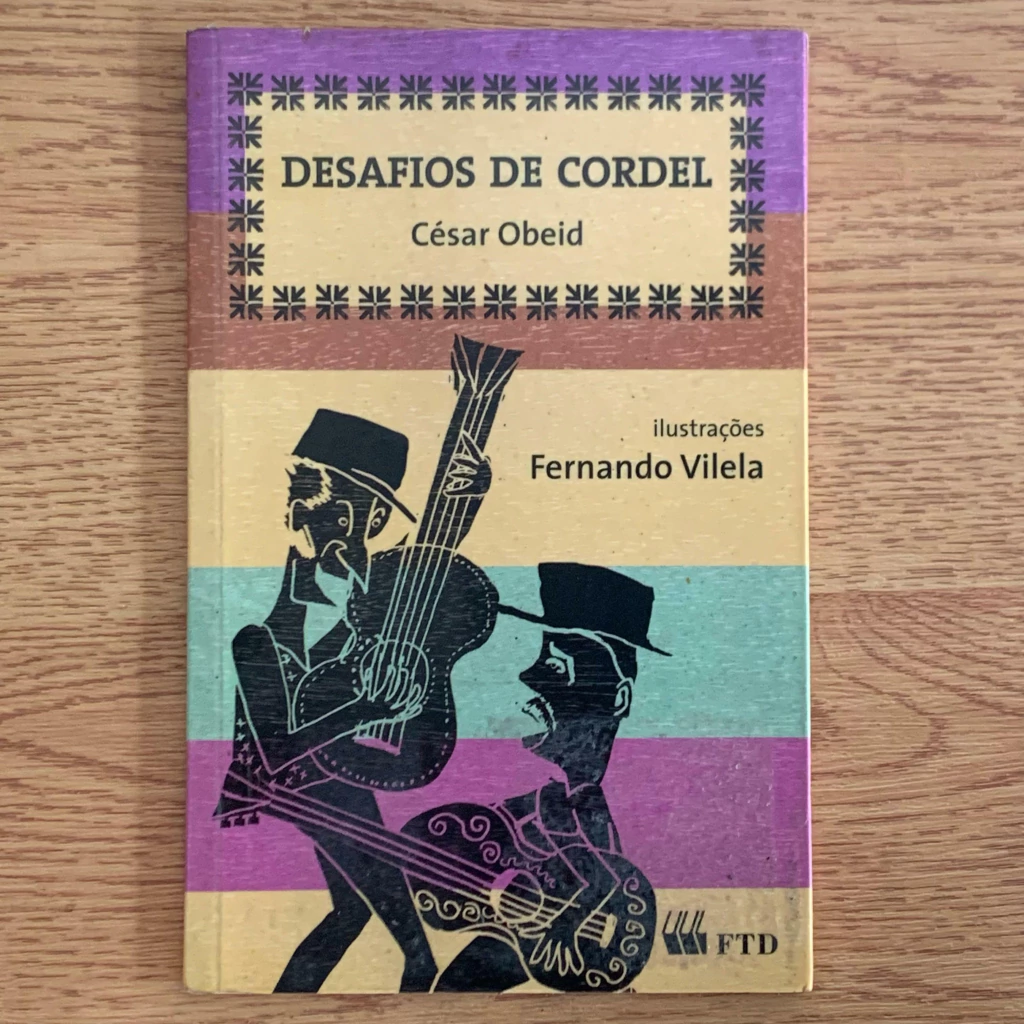 DESAFIOS DE CORDEL
César Obeid
ilustrações
Fernando Vilela
FTD